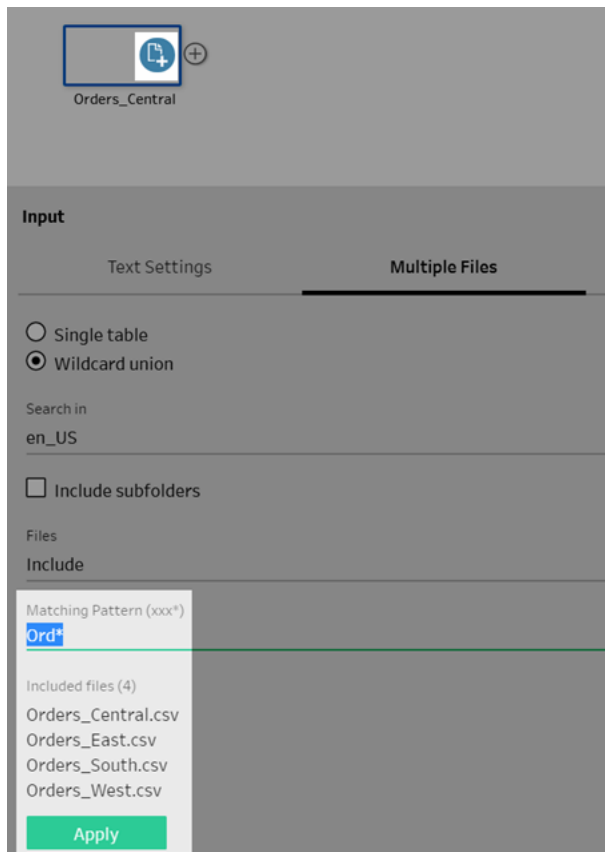 Orders_Central
Input
Text Settings Multiple Files
Single table
Wildcard union
Search in
en_US
Include subfolders
Files
Include
Matching Pattern (xxx*)
Ord*
Included files (4)
Orders_Central.csv
Orders_East.csv
Orders_South.csv
Orders_West.csv
Apply